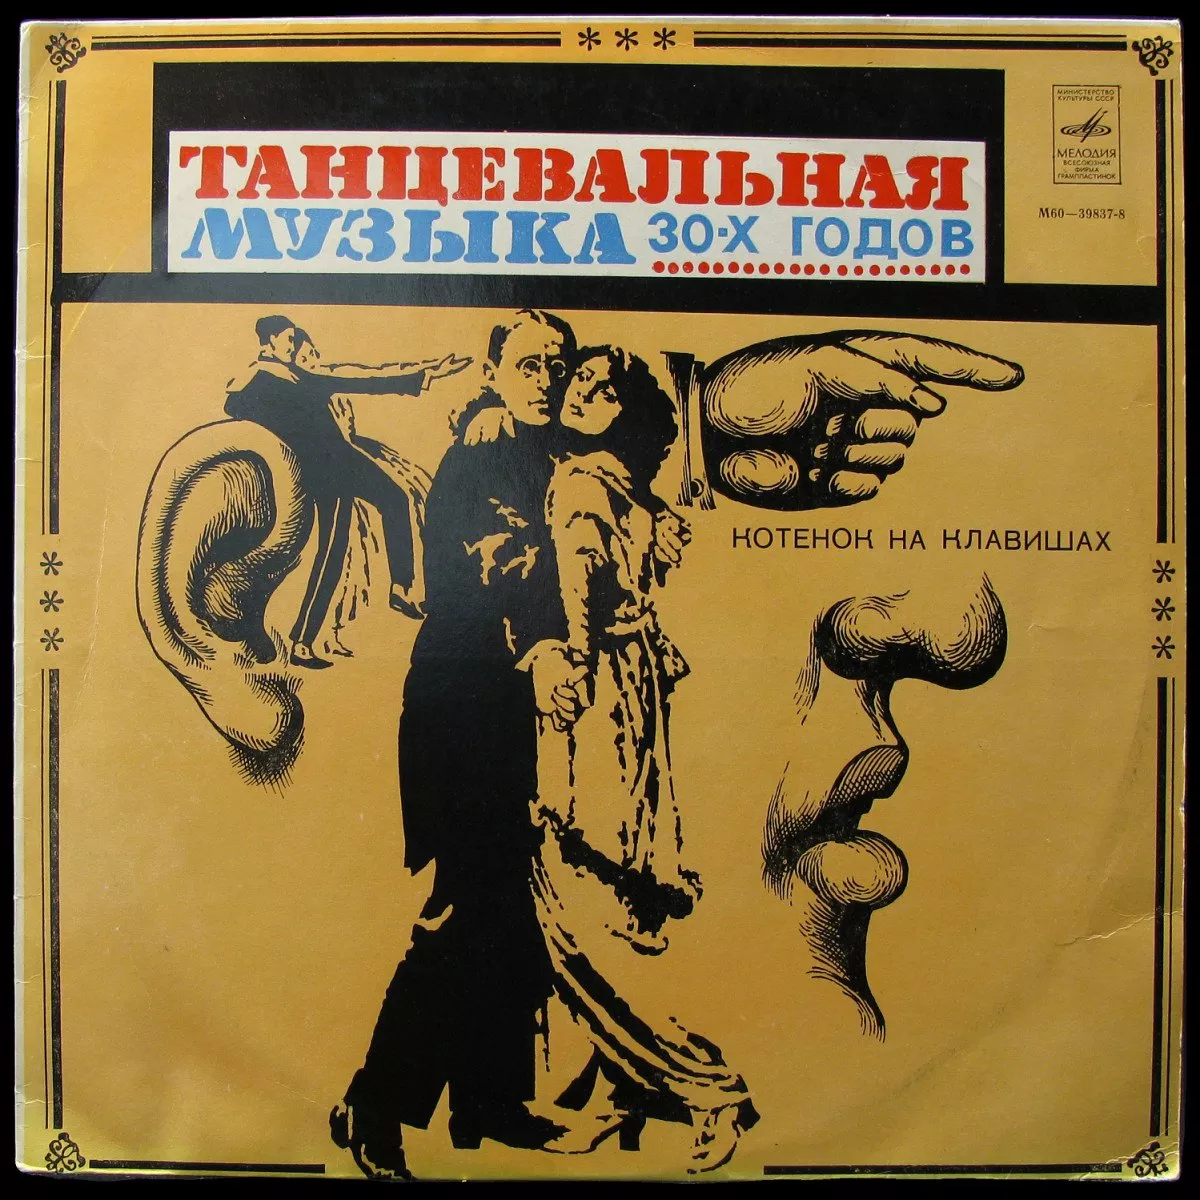 ***
МИНИСТЕРСТВО
КУЛЬТУРЫ СССР
МЕЛОДИЯ
ВСЕСОЮЗНАЯ
ФИРМА
ГРАМПЛАСТИНОК
М60—39837-8
ТАНЦЕВАЛЬНАЯ
МУЗЫКА 30-Х ГОДОВ
КОТЕНОК НА КЛАВИШАХ